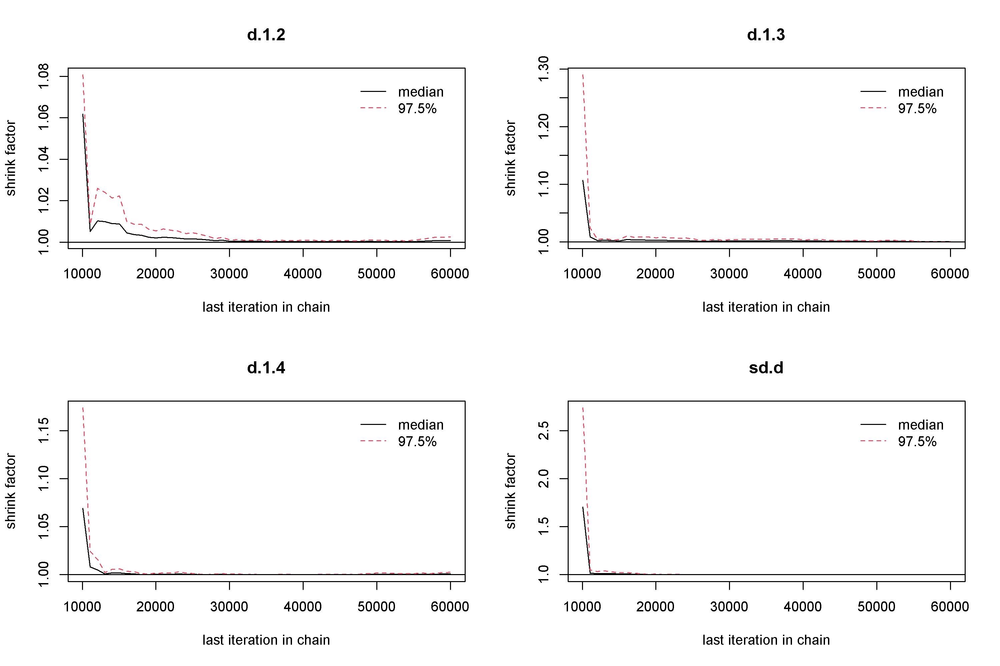 d.1.2
1.08
1.06
1.04
1.02
1.00
shrink factor
median
97.5%
10000 20000 30000 40000 50000 60000
last iteration in chain
d.1.3
1.30
1.20
1.10
1.00
shrink factor
median
97.5%
10000 20000 30000 40000 50000 60000
last iteration in chain
d.1.4
1.15
1.10
1.05
1.00
shrink factor
median
97.5%
10000 20000 30000 40000 50000 60000
last iteration in chain
sd.d
2.5
2.0
1.5
1.0
shrink factor
median
97.5%
10000 20000 30000 40000 50000 60000
last iteration in chain